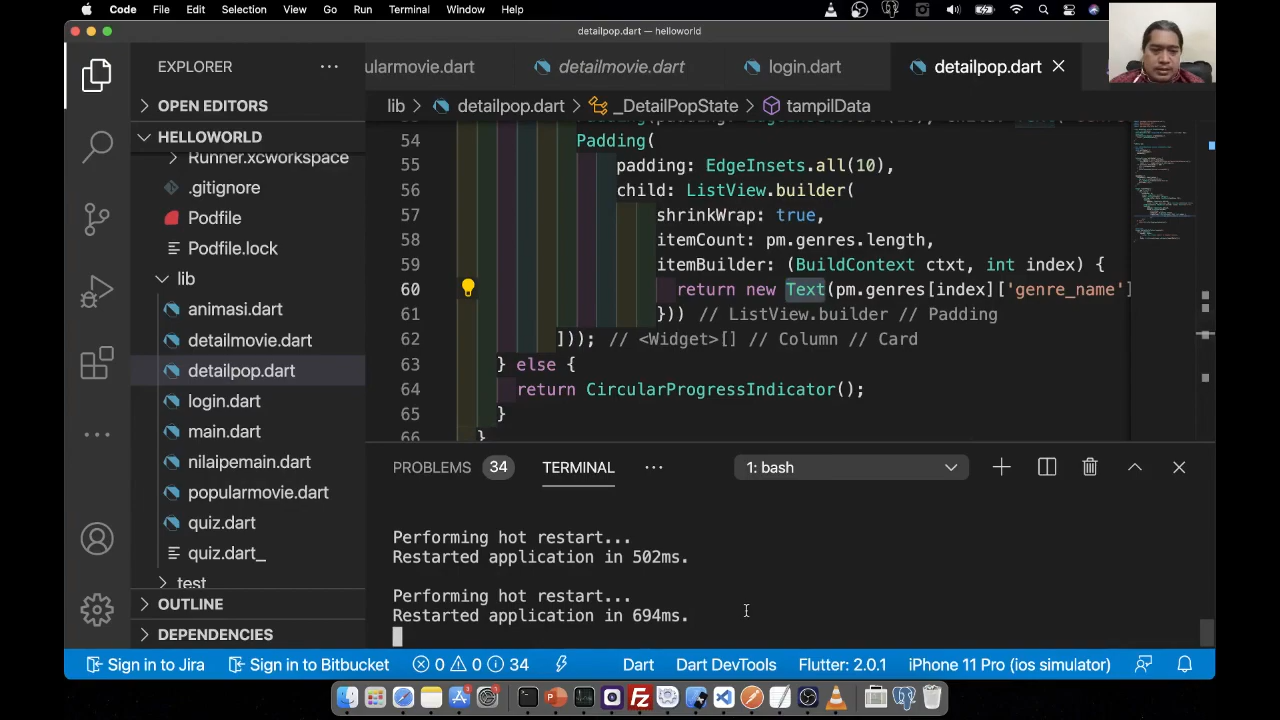 Code File Edit Selection View Go Run Terminal Window Help
detailpop.dart — helloworld
EXPLORER
ularmovie.dart detailmovie.dart login.dart detailpop.dart
OPEN EDITORS
lib > detailpop.dart > _DetailPopState > tampilData
HELLOWORLD
Runner.xcworkspace
.gitignore
Podfile
Podfile.lock
lib
animasi.dart
detailmovie.dart
detailpop.dart
login.dart
main.dart
nilaipemain.dart
popularmovie.dart
quiz.dart
quiz.dart_
test
OUTLINE
DEPENDENCIES
54 Padding(
55 padding: EdgeInsets.all(10),
56 child: ListView.builder(
57 shrinkWrap: true,
58 itemCount: pm.genres.length,
59 itemBuilder: (BuildContext ctxt, int index) {
60 return new Text(pm.genres[index]['genre_name']
61 })) // ListView.builder // Padding
62 ])); // <Widget>[] // Column // Card
63 } else {
64 return CircularProgressIndicator();
65 }
66 }
PROBLEMS 34 TERMINAL 1: bash
Performing hot restart...
Restarted application in 502ms.
Performing hot restart...
Restarted application in 694ms.
Sign in to Jira Sign in to Bitbucket 0 0 34 Dart Dart DevTools Flutter: 2.0.1 iPhone 11 Pro (ios simulator)